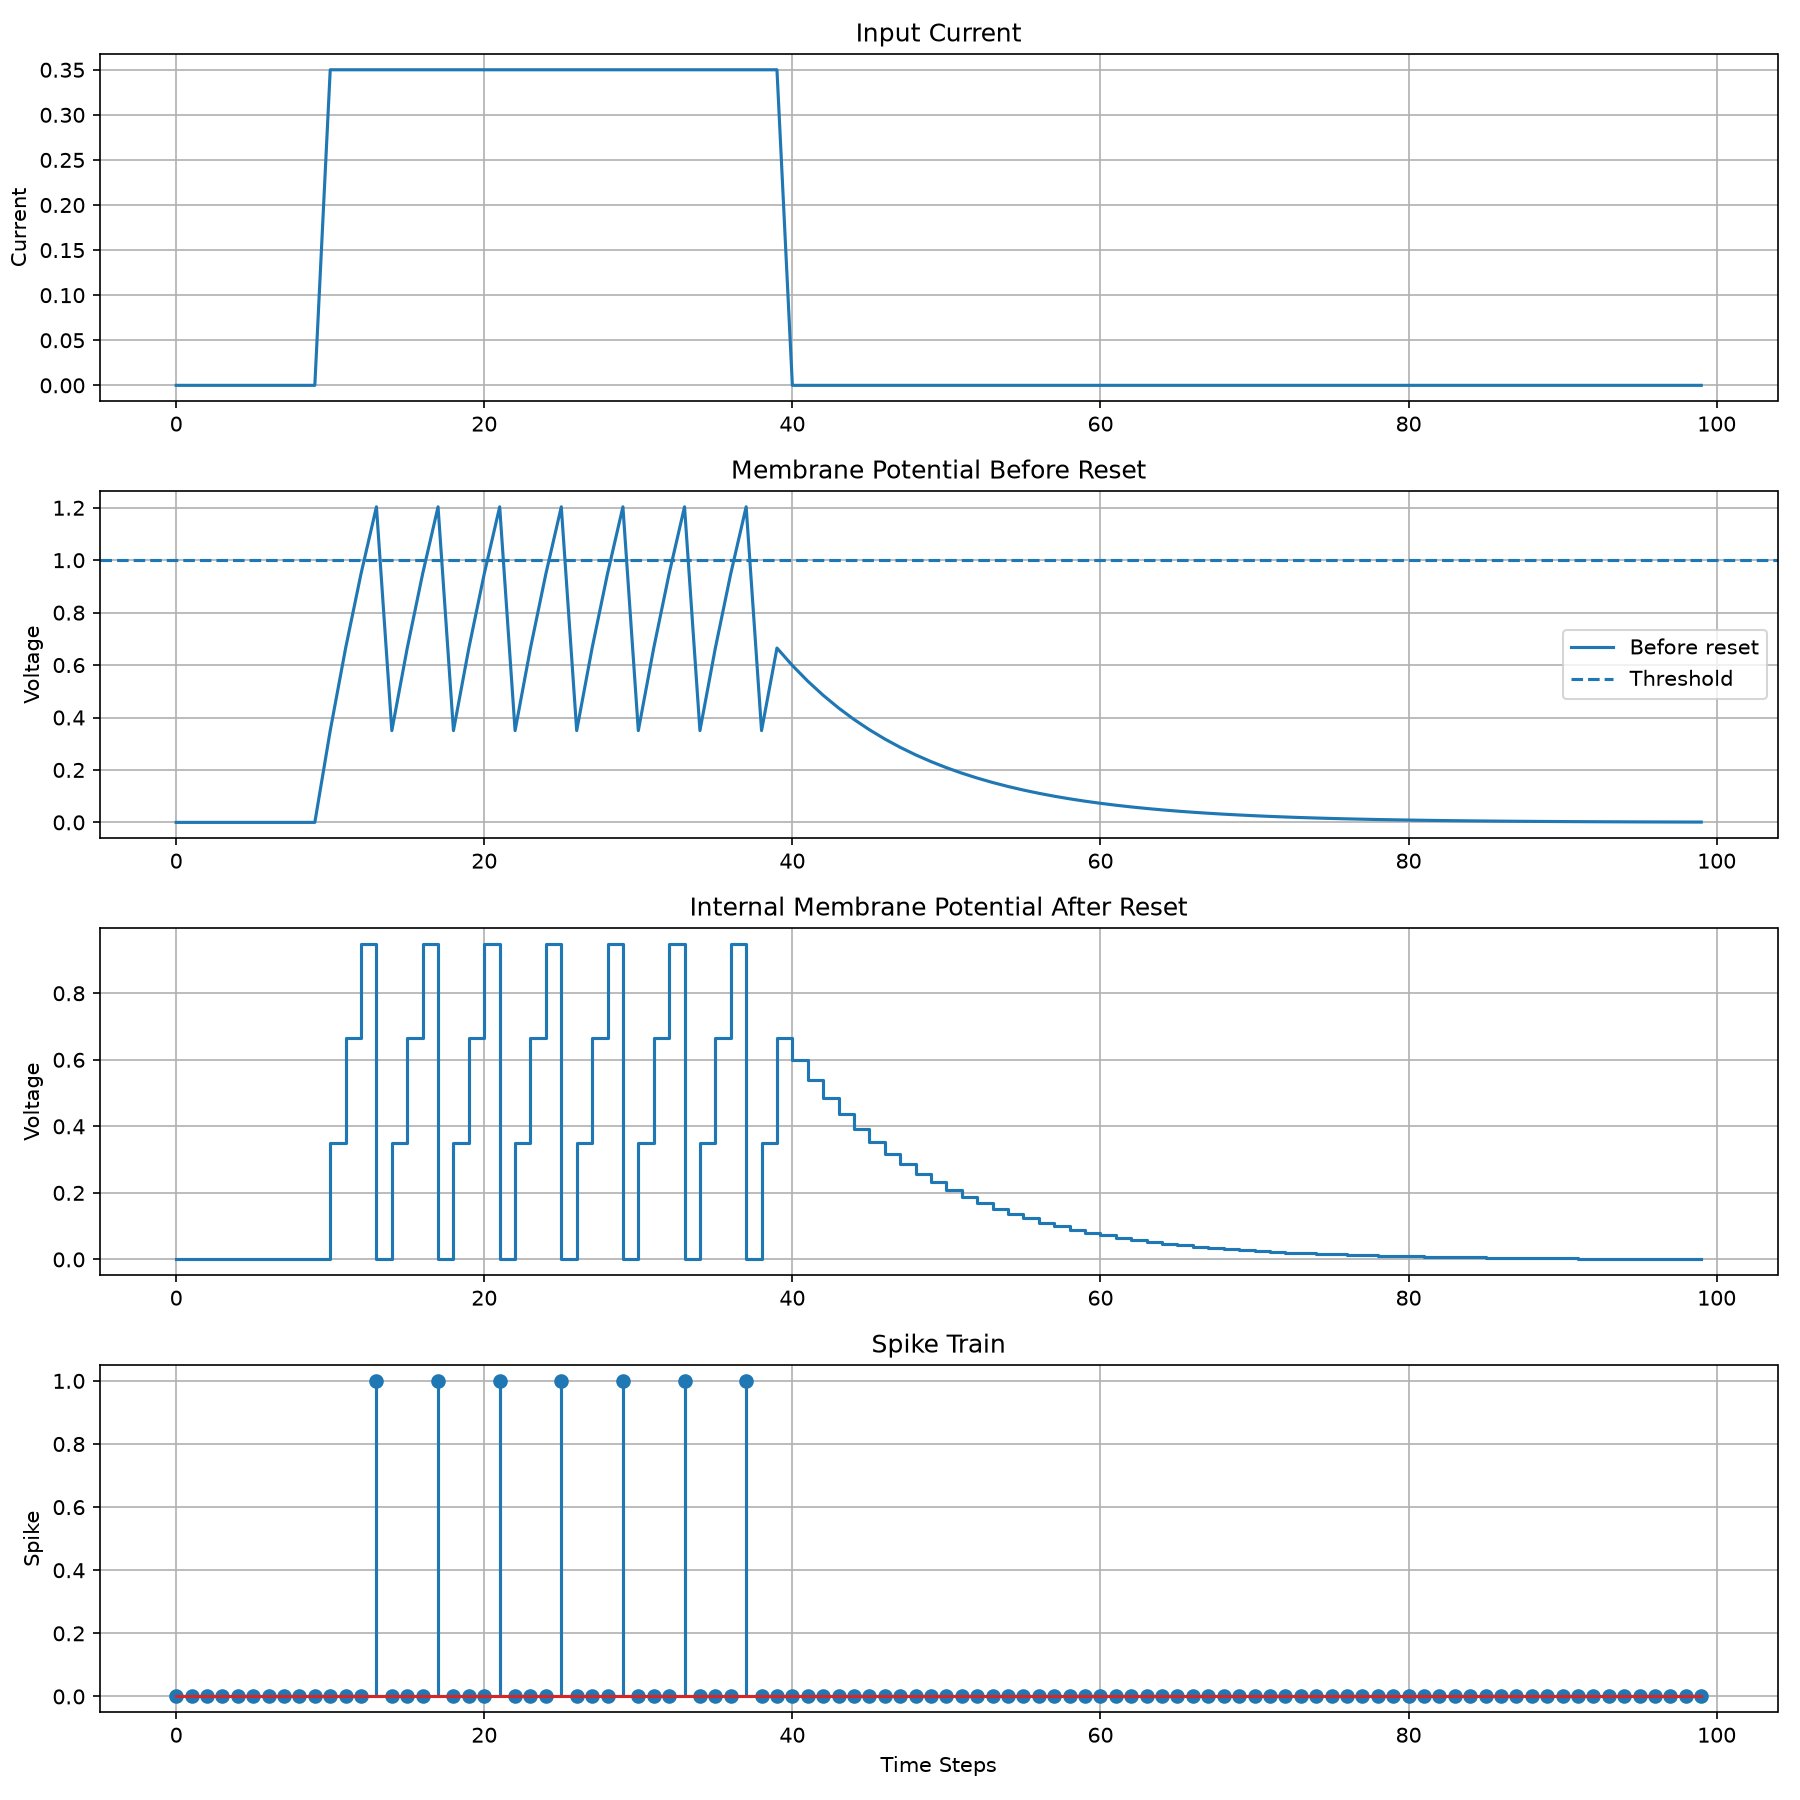 Input Current
Current
0.35
0.30
0.25
0.20
0.15
0.10
0.05
0.00
0 20 40 60 80 100
Membrane Potential Before Reset
Voltage
1.2
1.0
0.8
0.6
0.4
0.2
0.0
Before reset
Threshold
0 20 40 60 80 100
Internal Membrane Potential After Reset
Voltage
0.8
0.6
0.4
0.2
0.0
0 20 40 60 80 100
Spike Train
Spike
1.0
0.8
0.6
0.4
0.2
0.0
0 20 40 60 80 100
Time Steps